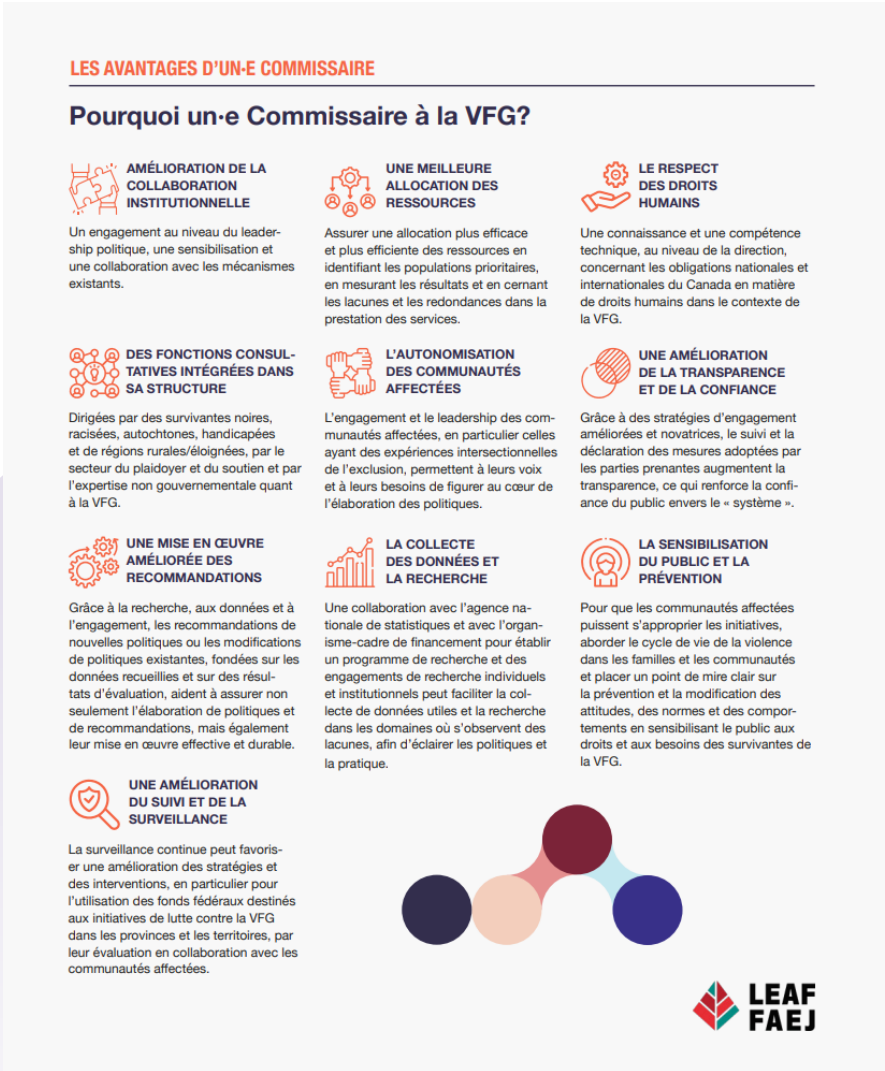 LES AVANTAGES D'UN·E COMMISSAIRE
Pourquoi un·e Commissaire à la VFG?
AMÉLIORATION DE LA
COLLABORATION
INSTITUTIONNELLE
Un engagement au niveau du leader-
ship politique, une sensibilisation et
une collaboration avec les mécanismes
existants.
UNE MEILLEURE
ALLOCATION DES
RESSOURCES
Assurer une allocation plus efficace
et plus efficiente des ressources en
identifiant les populations prioritaires,
en mesurant les résultats et en cernant
les lacunes et les redondances dans la
prestation des services.
LE RESPECT
DES DROITS
HUMAINS
Une connaissance et une compétence
technique, au niveau de la direction,
concernant les obligations nationales et
internationales du Canada en matière
de droits humains dans le contexte de
la VFG.
DES FONCTIONS CONSUL-
TATIVES INTÉGRÉES DANS
SA STRUCTURE
Dirigées par des survivantes noires,
racisées, autochtones, handicapées
et de régions rurales/éloignées, par le
secteur du plaidoyer et du soutien et par
l'expertise non gouvernementale quant
à la VFG.
L'AUTONOMISATION
DES COMMUNAUTÉS
AFFECTÉES
L'engagement et le leadership des com-
munautés affectées, en particulier celles
ayant des expériences intersectionnelles
de l'exclusion, permettent à leurs voix
et à leurs besoins de figurer au cœur de
l'élaboration des politiques.
UNE AMÉLIORATION
DE LA TRANSPARENCE
ET DE LA CONFIANCE
Grâce à des stratégies d'engagement
améliorées et novatrices, le suivi et la
déclaration des mesures adoptées par
les parties prenantes augmentent la
transparence, ce qui renforce la confi-
ance du public envers le « système ».
UNE MISE EN ŒUVRE
AMÉLIORÉE DES
RECOMMANDATIONS
Grâce à la recherche, aux données et à
l'engagement, les recommandations de
nouvelles politiques ou les modifications
de politiques existantes, fondées sur les
données recueillies et sur des résul-
tats d'évaluation, aident à assurer non
seulement l'élaboration de politiques et
de recommandations, mais également
leur mise en œuvre effective et durable.
LA COLLECTE
DES DONNÉES ET
LA RECHERCHE
Une collaboration avec l'agence na-
tionale de statistiques et avec l'organ-
isme-cadre de financement pour établir
un programme de recherche et des
engagements de recherche individuels
et institutionnels peut faciliter la col-
lecte de données utiles et la recherche
dans les domaines où s'observent des
lacunes, afin d'éclairer les politiques et
la pratique.
LA SENSIBILISATION
DU PUBLIC ET LA
PRÉVENTION
Pour que les communautés affectées
puissent s'approprier les initiatives,
aborder le cycle de vie de la violence
dans les familles et les communautés
et placer un point de mire clair sur
la prévention et la modification des
attitudes, des normes et des compor-
tements en sensibilisant le public aux
droits et aux besoins des survivantes de
la VFG.
UNE AMÉLIORATION
DU SUIVI ET DE LA
SURVEILLANCE
La surveillance continue peut favoris-
er une amélioration des stratégies et
des interventions, en particulier pour
l'utilisation des fonds fédéraux destinés
aux initiatives de lutte contre la VFG
dans les provinces et les territoires, par
leur évaluation en collaboration avec les
communautés affectées.
LEAF
FAEJ